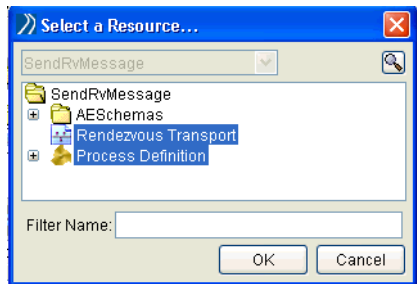 Select a Resource...
SendRvMessage
SendRvMessage
AESchemas
Rendezvous Transport
Process Definition
Filter Name:
OK Cancel